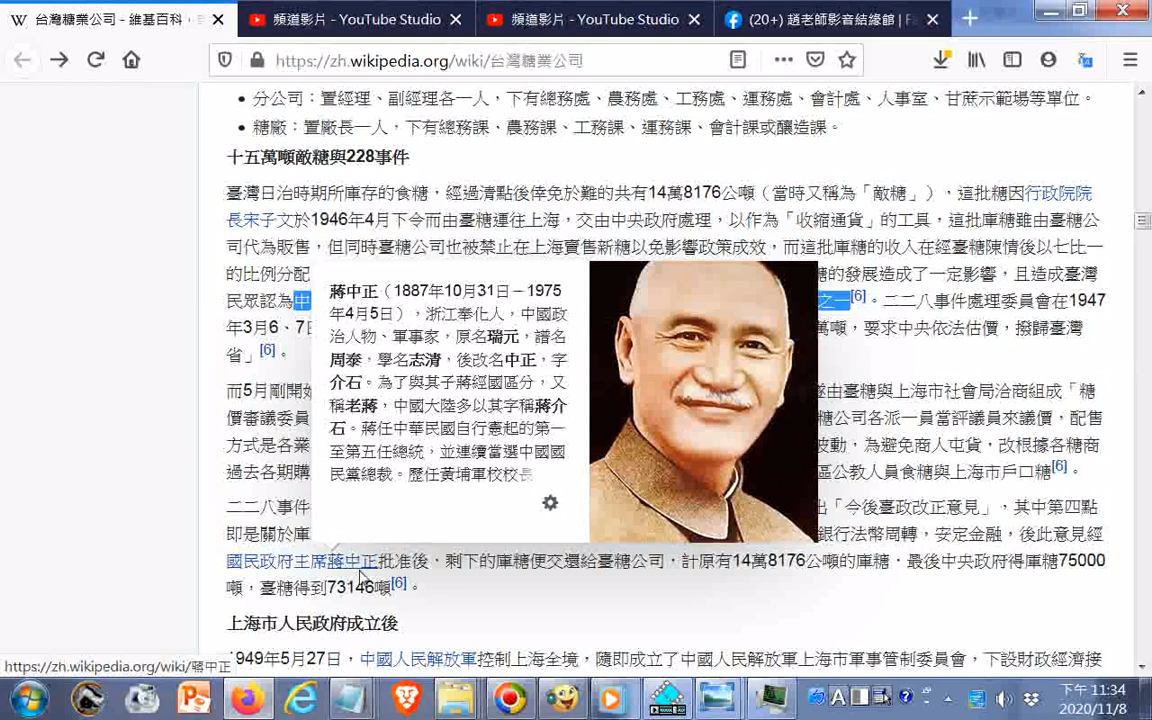 台灣糖業公司 - 維基百科，
頻道影片 - YouTube Studio
頻道影片 - YouTube Studio
(20+) 趙老師影音結緣館 | Fa
https://zh.wikipedia.org/wiki/台灣糖業公司
• 分公司：置經理、副經理各一人，下有總務處、農務處、工務處、運務處、會計處、人事室、甘蔗示範場等單位。
• 糖廠：置廠長一人，下有總務課、農務課、工務課、運務課、會計課或釀造課。
十五萬噸敵糖與228事件
臺灣日治時期所庫存的食糖，經過清點後倖免於難的共有14萬8176公噸（當時又稱為「敵糖」），這批糖因行政院院
長宋子文於1946年4月下令而由臺糖運往上海，交由中央政府處理，以作為「收縮通貨」的工具，這批庫糖雖由臺糖公
司代為販售，但同時臺糖公司也被禁止在上海賣售新糖以免影響政策成效，而這批庫糖的收入在經臺糖陳情後以七比一
的比例分配
糖的發展造成了一定影響，且造成臺灣
民眾認為中
之一[6]。二二八事件處理委員會在1947
年3月6、7日
萬噸，要求中央依法估價，撥歸臺灣
省」[6]。
而5月剛開始
遂由臺糖與上海市社會局洽商組成「糖
價審議委員
糖公司各派一員當評議員來議價，配售
方式是各業
波動，為避免商人屯貨，改根據各糖商
過去各期購
區公教人員食糖與上海市戶口糖[6]。
二二八事件
出「今後臺政改正意見」，其中第四點
即是關於庫
銀行法幣周轉，安定金融，後此意見經
國民政府主席蔣中正批准後，剩下的庫糖便交還給臺糖公司，計原有14萬8176公噸的庫糖，最後中央政府得庫糖75000
噸，臺糖得到73146噸[6]。
蔣中正（1887年10月31日－1975
年4月5日），浙江奉化人，中國政
治人物、軍事家，原名瑞元，譜名
周泰，學名志清，後改名中正，字
介石。為了與其子蔣經國區分，又
稱老蔣，中國大陸多以其字稱蔣介
石。蔣任中華民國自行憲起的第一
至第五任總統，並連續當選中國國
民黨總裁。歷任黃埔軍校校長
上海市人民政府成立後
1949年5月27日，中國人民解放軍控制上海全境，隨即成立了中國人民解放軍上海市軍事管制委員會，下設財政經濟接
https://zh.wikipedia.org/wiki/蔣中正
下午 11:34
2020/11/8